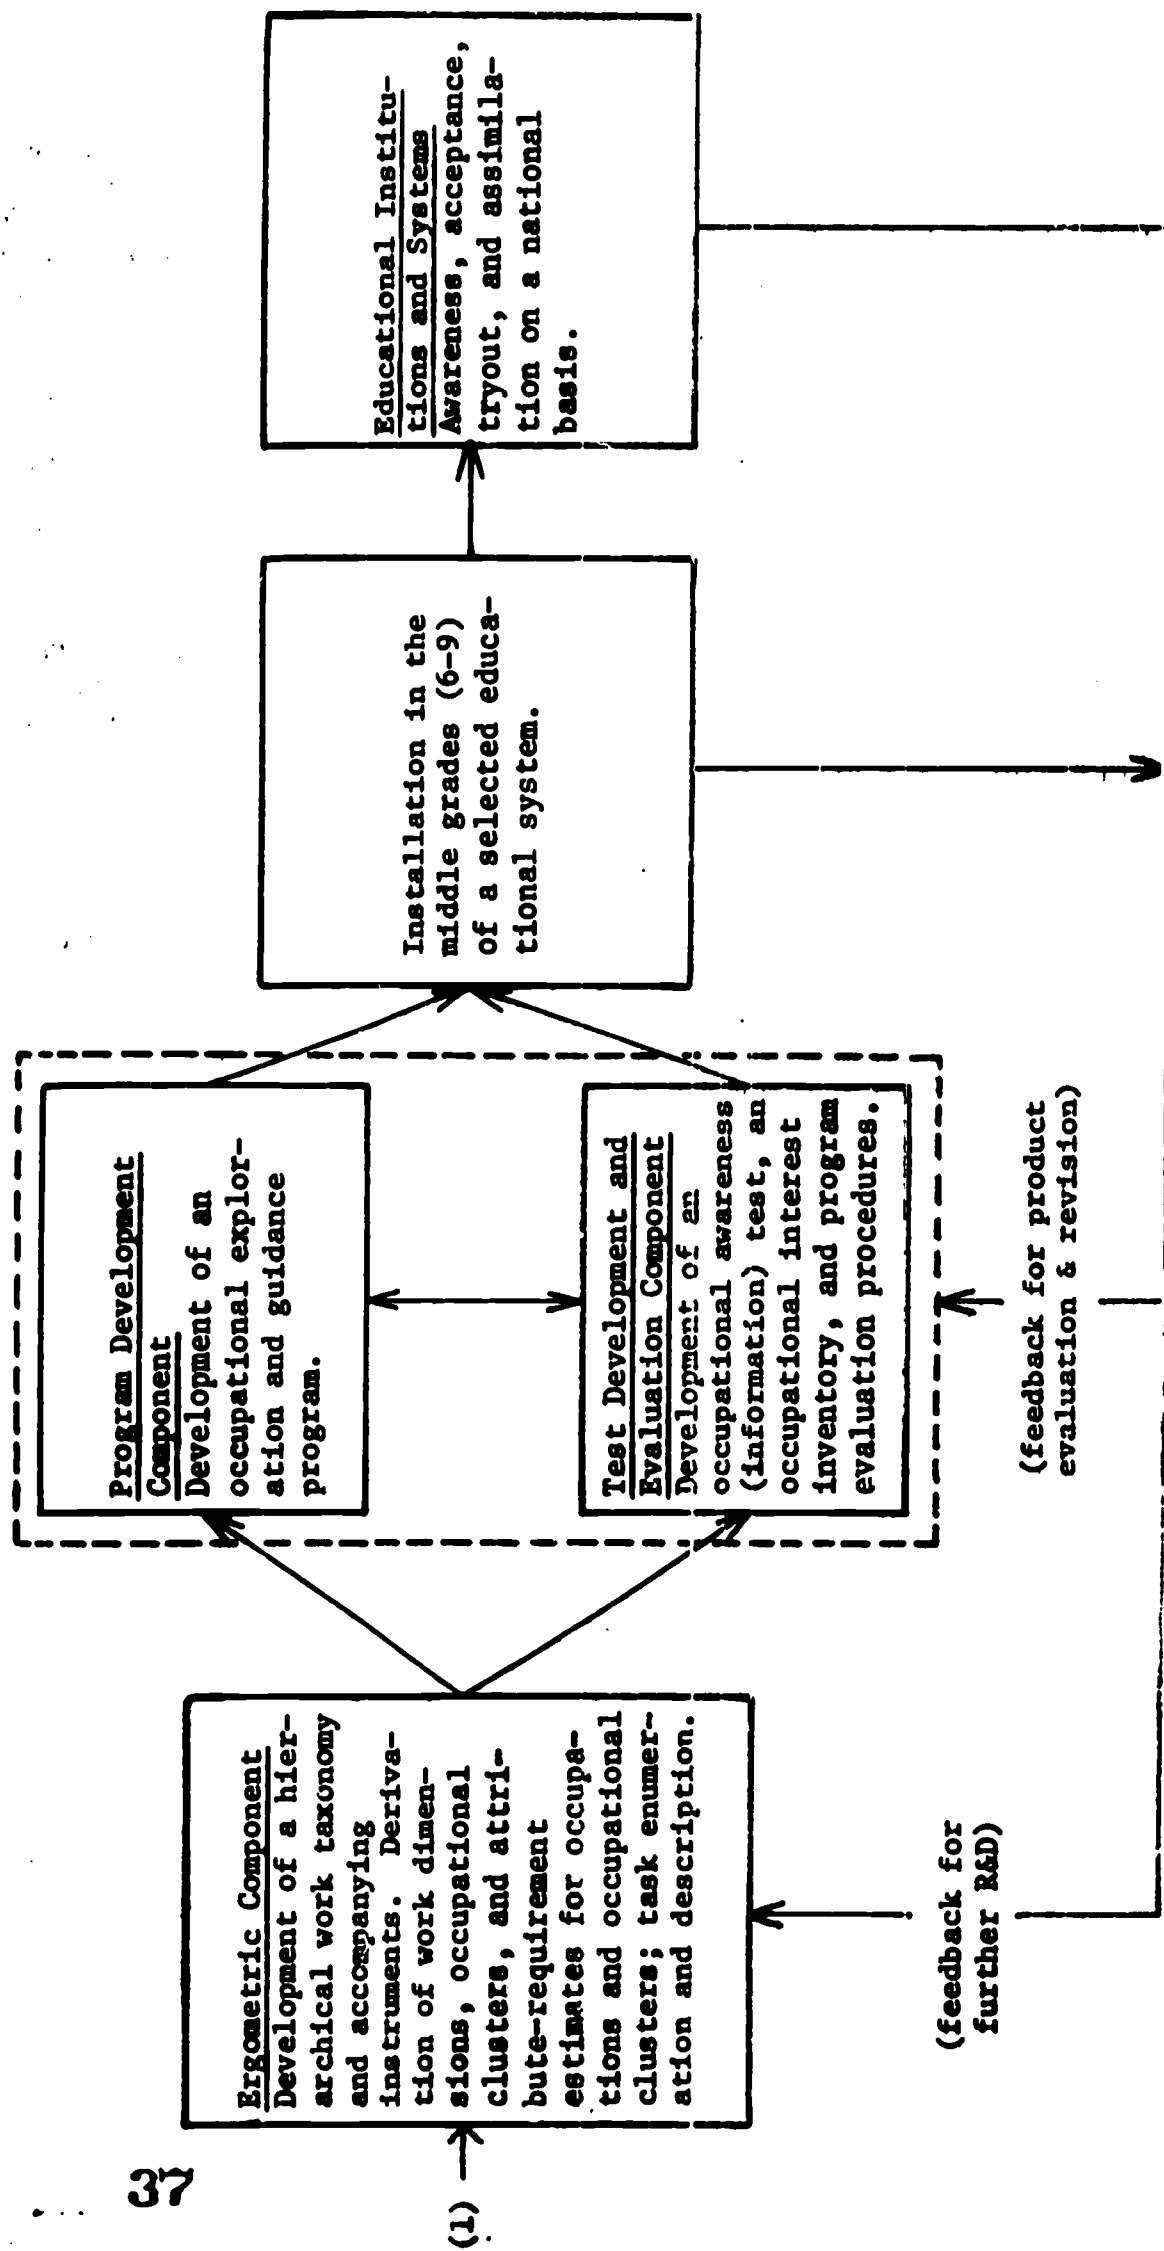 37
(1)
Ergometric Component
Development of a hier-
archical work taxonomy
and accompanying
instruments. Deriva-
tion of work dimen-
sions, occupational
clusters, and attri-
bute-requirement
estimates for occupa-
tions and occupational
clusters; task enumer-
ation and description.
(feedback for
further R&D)
Program Development
Component
Development of an
occupational explor-
ation and guidance
program.
Test Development and
Evaluation Component
Development of an
occupational awareness
(information) test, an
occupational interest
inventory, and program
evaluation procedures.
(feedback for product
evaluation & revision)
Installation in the
middle grades (6-9)
of a selected educa-
tional system.
Educational Institu-
tions and Systems
Awareness, acceptance,
tryout, and assimila-
tion on a national
basis.